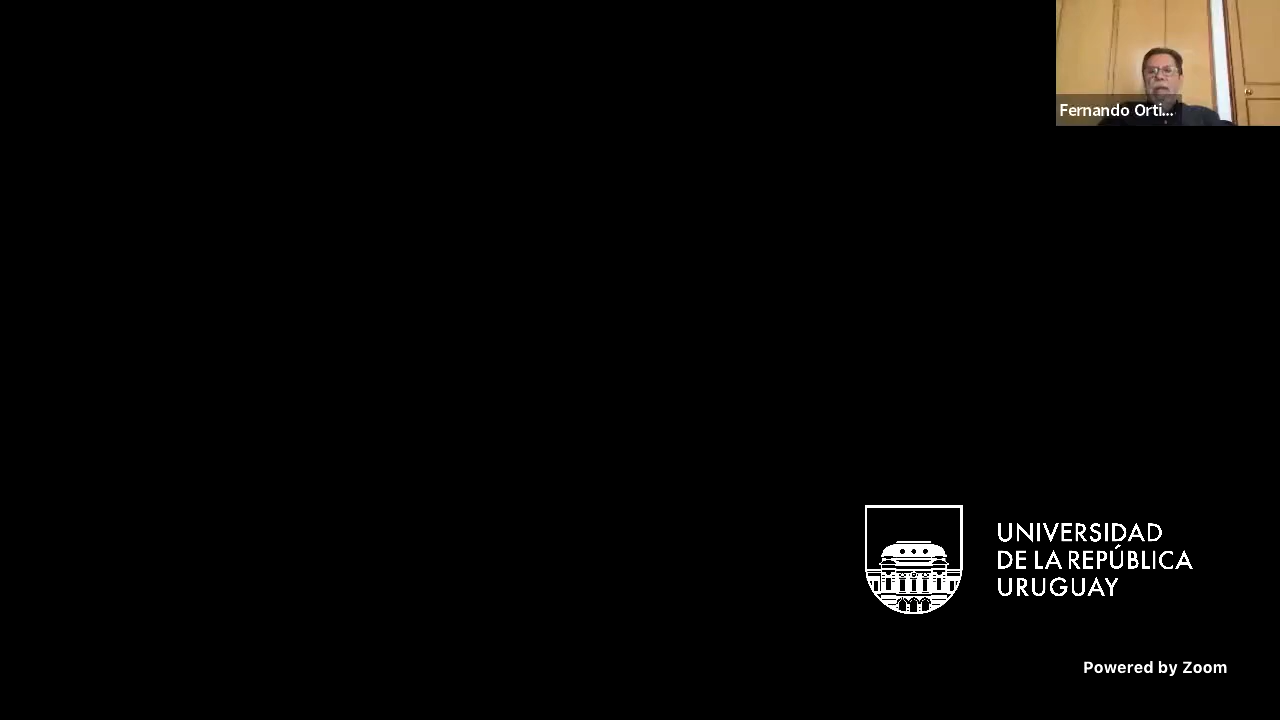 Fernando Orti...
UNIVERSIDAD
DE LA REPÚBLICA
URUGUAY
Powered by Zoom